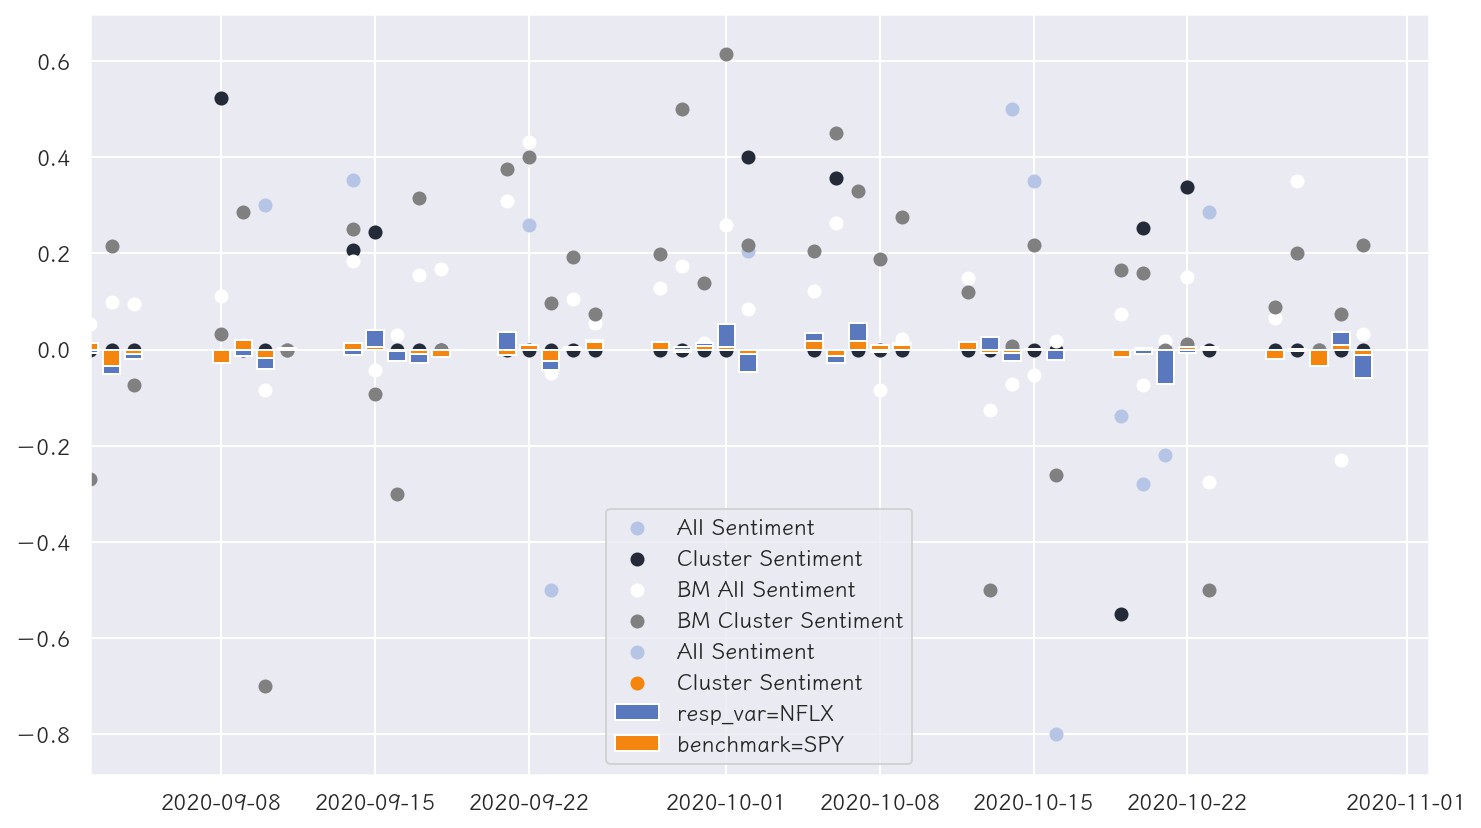 0.6
0.4
0.2
0.0
−0.2
−0.4
−0.6
−0.8
All Sentiment
Cluster Sentiment
BM All Sentiment
BM Cluster Sentiment
All Sentiment
Cluster Sentiment
resp_var=NFLX
benchmark=SPY
2020-09-08 2020-09-15 2020-09-22 2020-10-01 2020-10-08 2020-10-15 2020-10-22 2020-11-01